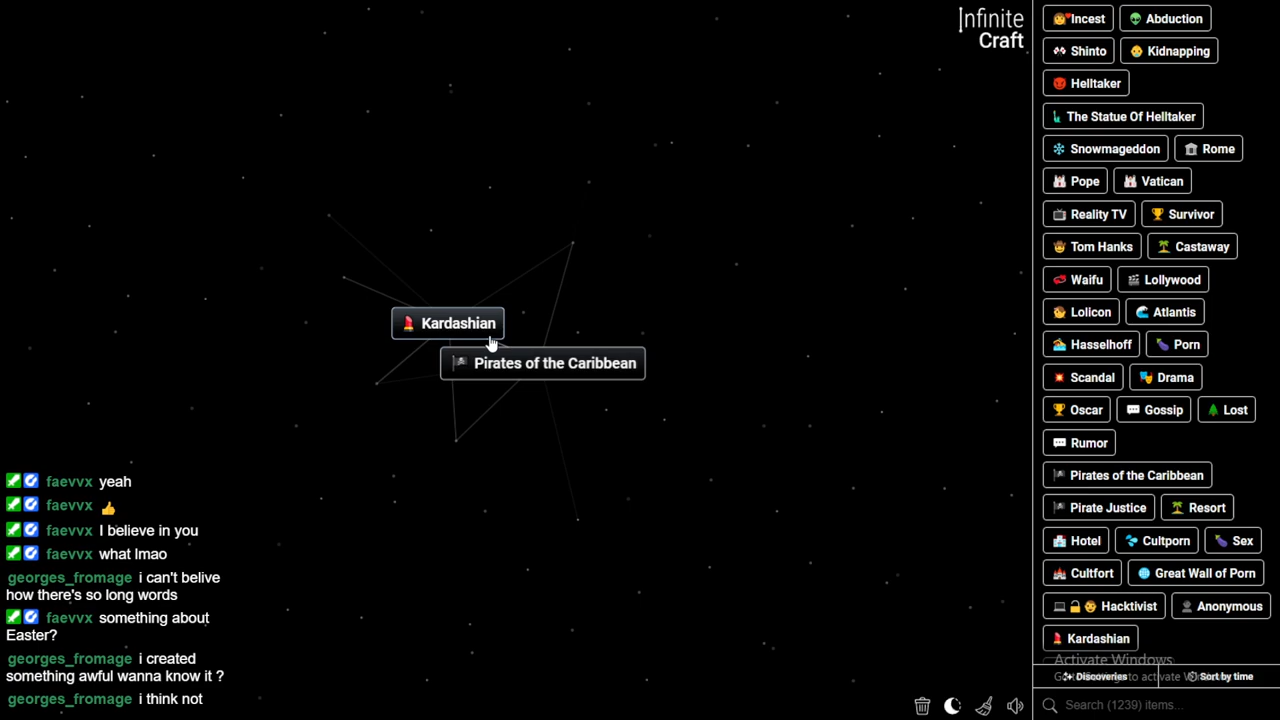 Infinite
Craft
Incest
Abduction
Shinto
Kidnapping
Helltaker
The Statue Of Helltaker
Snowmageddon
Rome
Pope
Vatican
Reality TV
Survivor
Tom Hanks
Castaway
Waifu
Lollywood
Lolicon
Atlantis
Hasselhoff
Porn
Scandal
Drama
Oscar
Gossip
Lost
Rumor
Pirates of the Caribbean
Pirate Justice
Resort
Hotel
Cultporn
Sex
Cultfort
Great Wall of Porn
Hacktivist
Anonymous
Kardashian
Activate Windows
Discoveries
Sort by time
Search (1239) items...
Kardashian
Pirates of the Caribbean
faevvx yeah
faevvx 👍
faevvx I believe in you
faevvx what lmao
georges_fromage i can't belive
how there's so long words
faevvx something about
Easter?
georges_fromage i created
something awful wanna know it ?
georges_fromage i think not